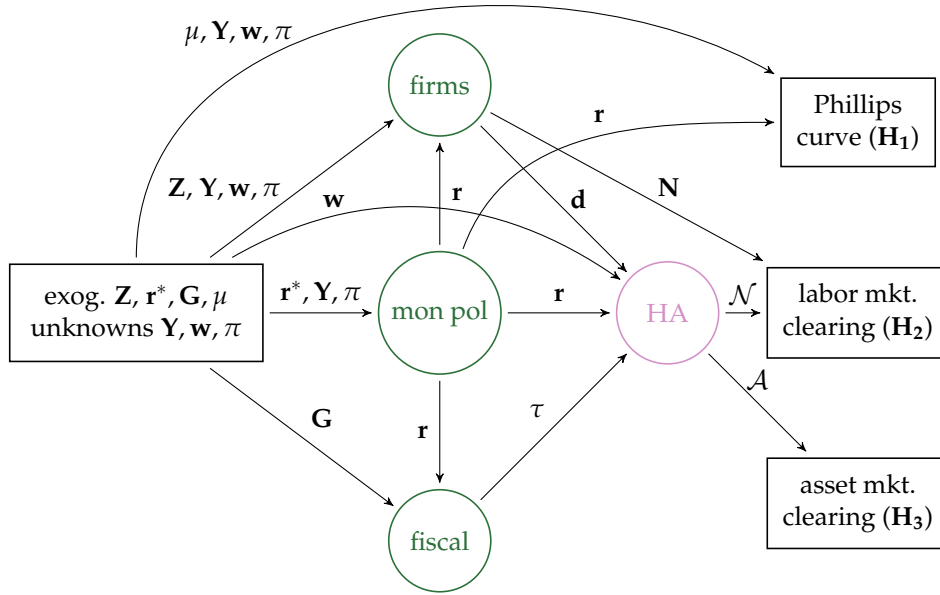 μ, Y, w, π
firms
Phillips
curve (H₁)
r
Z, Y, w, π
w
r
d
N
exog. Z, r*, G, μ
unknowns Y, w, π
r*, Y, π
mon pol
r
HA
𝒩
labor mkt.
clearing (H₂)
G
r
τ
𝒜
fiscal
asset mkt.
clearing (H₃)